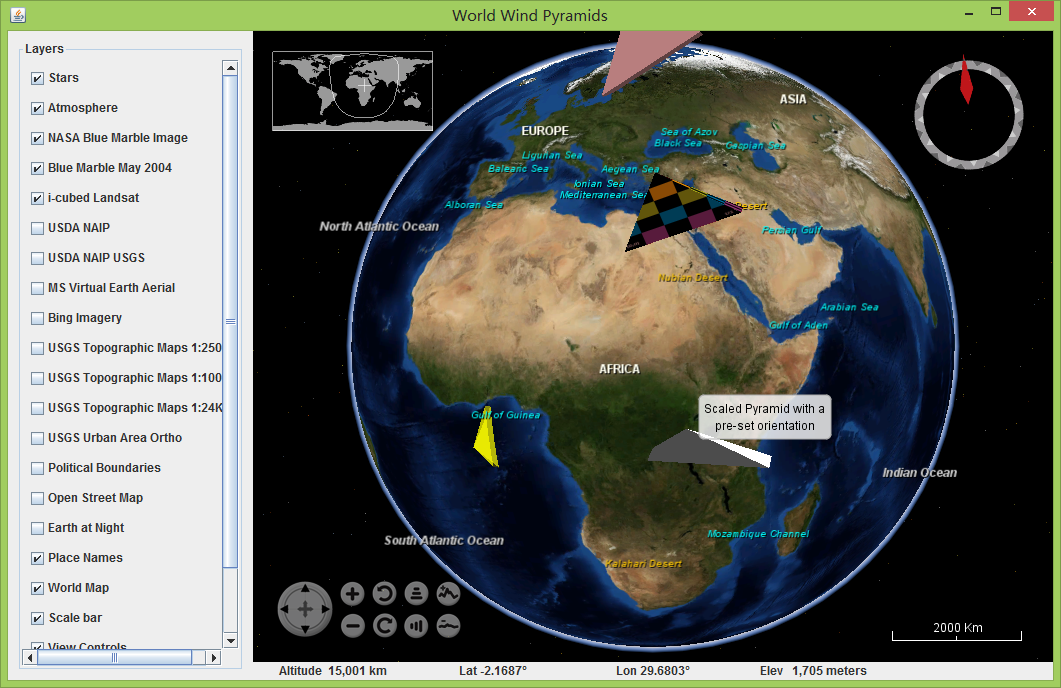 World Wind Pyramids
Layers
Stars
Atmosphere
NASA Blue Marble Image
Blue Marble May 2004
i-cubed Landsat
USDA NAIP
USDA NAIP USGS
MS Virtual Earth Aerial
Bing Imagery
USGS Topographic Maps 1:250
USGS Topographic Maps 1:100
USGS Topographic Maps 1:24K
USGS Urban Area Ortho
Political Boundaries
Open Street Map
Earth at Night
Place Names
World Map
Scale bar
View Controls
ASIA
EUROPE
Sea of Azov
Black Sea
Caspian Sea
Ligurian Sea
Balearic Sea
Aegean Sea
Ionian Sea
Mediterranean Se
Alboran Sea
Desert
North Atlantic Ocean
Persian Gulf
Nubian Desert
Arabian Sea
Gulf of Aden
AFRICA
Gulf of Guinea
Scaled Pyramid with a
pre-set orientation
Indian Ocean
South Atlantic Ocean
Mozambique Channel
Kalahari Desert
2000 Km
Altitude 15,001 km Lat -2.1687° Lon 29.6803° Elev 1,705 meters